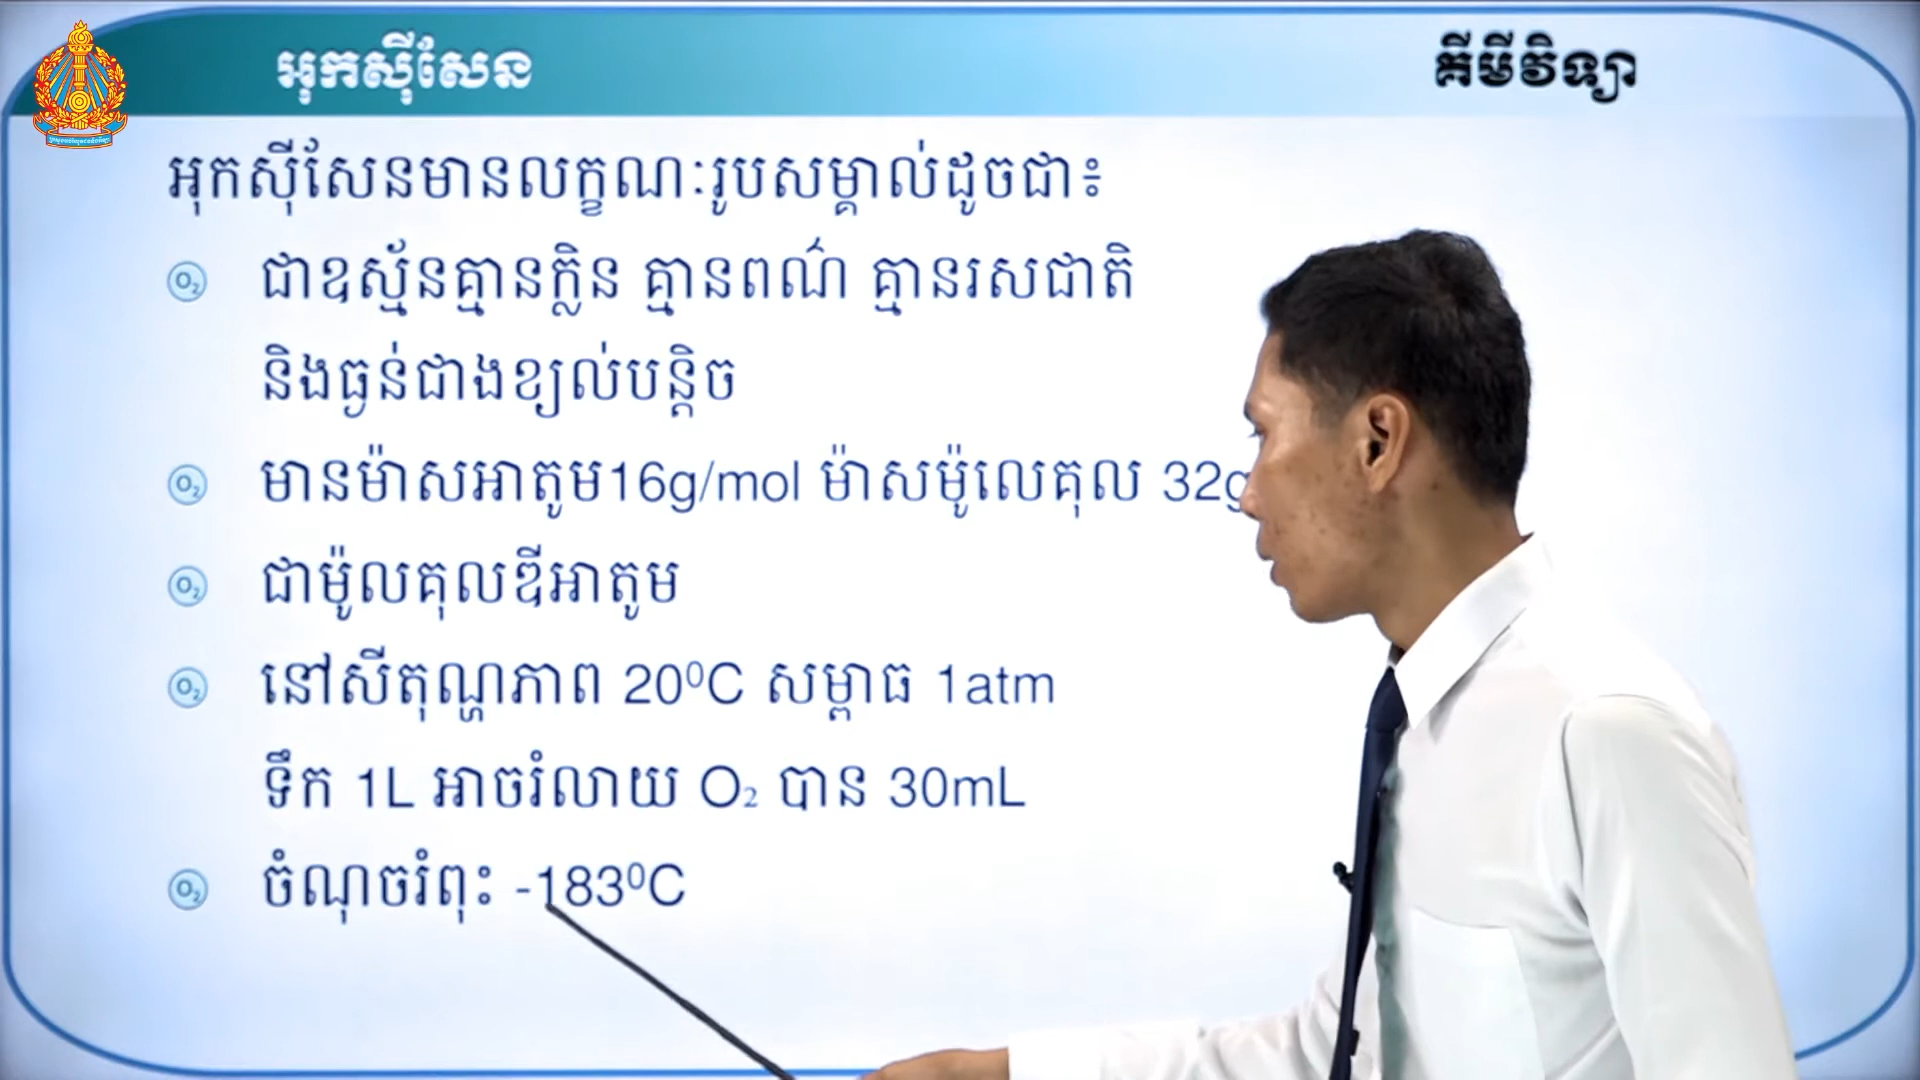 អុកស៊ីសែន
គីមីវិទ្យា
អុកស៊ីសែនមានលក្ខណៈរូបសម្គាល់ដូចជា៖
O₂ ជាឧស្ម័នគ្មានក្លិន គ្មានពណ៌ គ្មានរសជាតិ
និងធ្ងន់ជាងខ្យល់បន្តិច
O₂ មានម៉ាសអាតូម16g/mol ម៉ាសម៉ូលេគុល 32g
O₂ ជាម៉ូលគុលឌីអាតូម
O₂ នៅសីតុណ្ហភាព 20⁰C សម្ពាធ 1atm
ទឹក 1L អាចរំលាយ O₂ បាន 30mL
O₂ ចំណុចរំពុះ -183⁰C